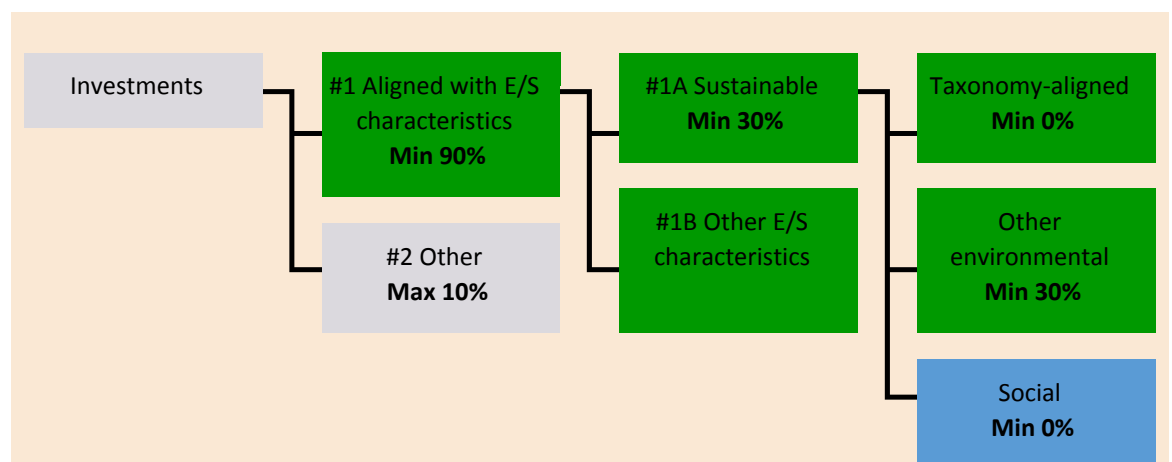 Investments
#1 Aligned with E/S
characteristics
Min 90%
#2 Other
Max 10%
#1A Sustainable
Min 30%
#1B Other E/S
characteristics
Taxonomy-aligned
Min 0%
Other
environmental
Min 30%
Social
Min 0%